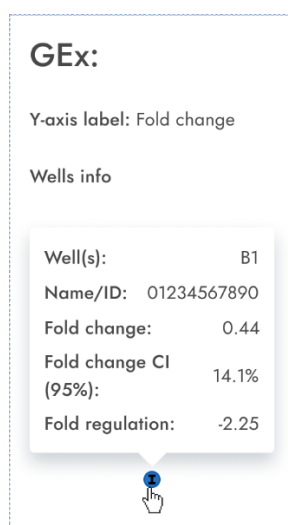 GEx:
Y-axis label: Fold change
Wells info
Well(s): B1
Name/ID: 01234567890
Fold change: 0.44
Fold change CI
(95%): 14.1%
Fold regulation: -2.25